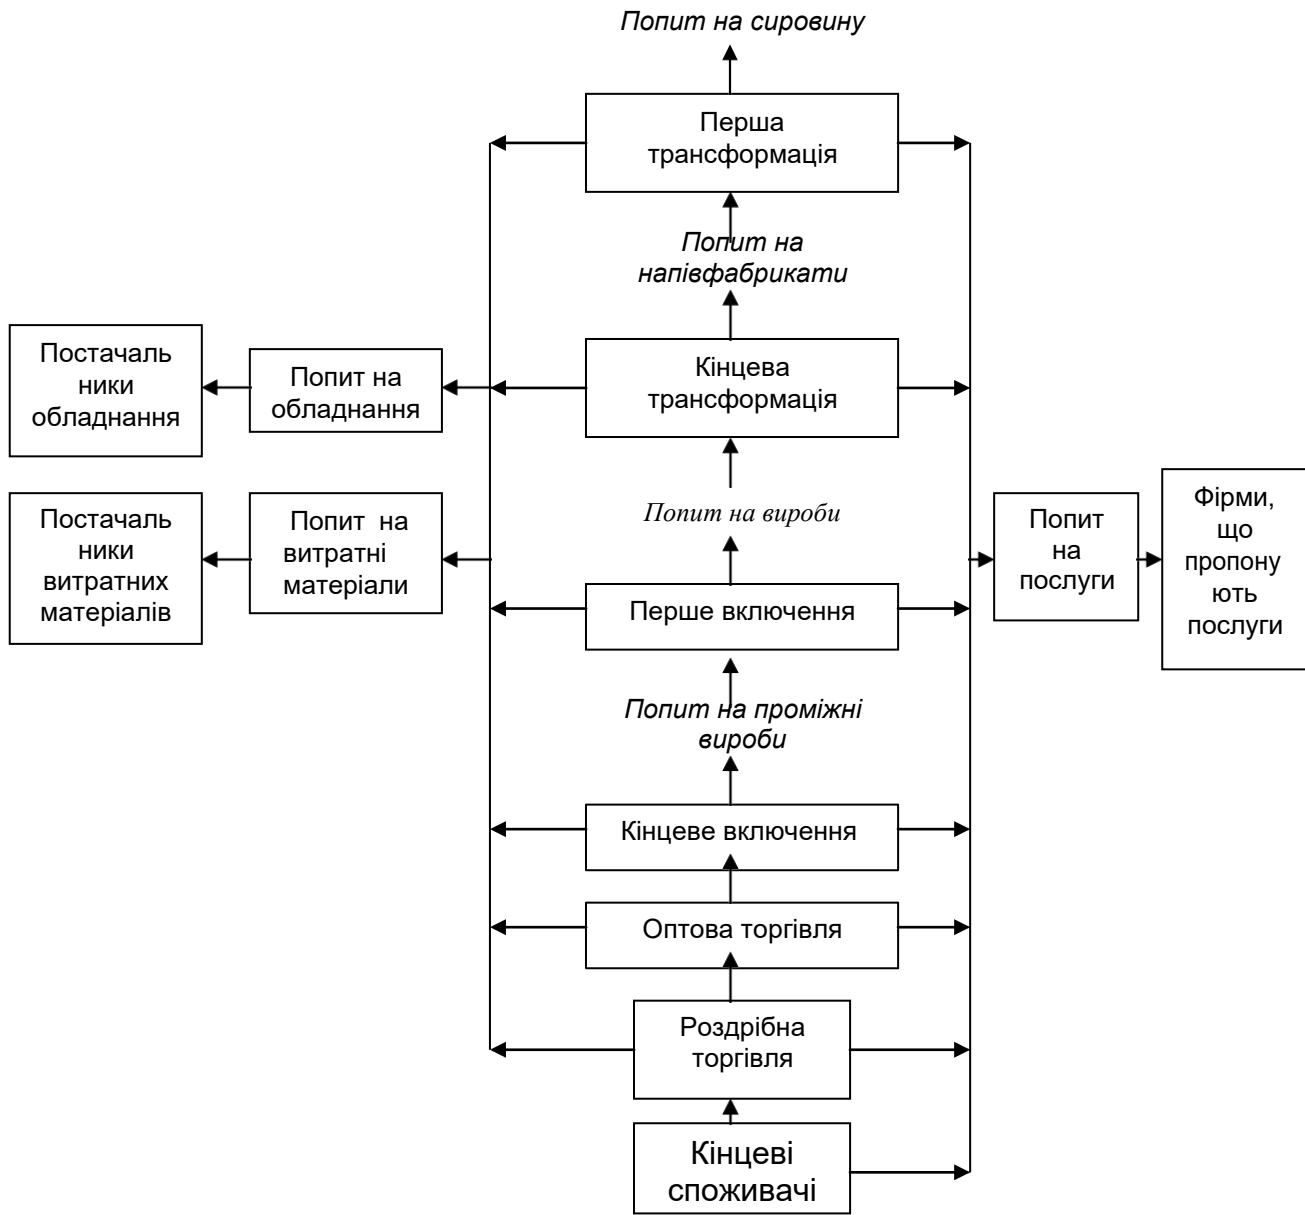 Попит на сировину
Перша
трансформація
Попит на
напівфабрикати
Кінцева
трансформація
Постачаль
ники
обладнання
Попит на
обладнання
Постачаль
ники
витратних
матеріалів
Попит на
витратні
матеріали
Попит на вироби
Попит
на
послуги
Фірми,
що
пропону
ють
послуги
Перше включення
Попит на проміжні
вироби
Кінцеве включення
Оптова торгівля
Роздрібна
торгівля
Кінцеві
споживачі